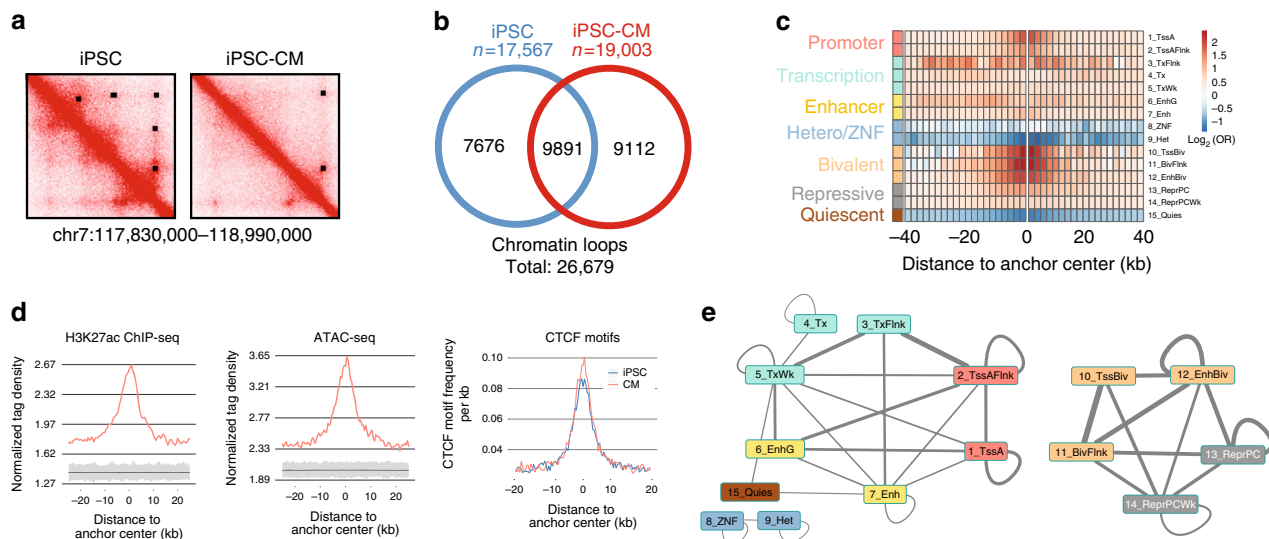 a
iPSC
iPSC-CM
chr7:117,830,000–118,990,000
b
iPSC
n=17,567
iPSC-CM
n=19,003
7676
9891
9112
Chromatin loops
Total: 26,679
c
Promoter
Transcription
Enhancer
Hetero/ZNF
Bivalent
Repressive
Quiescent
1_TssA
2_TssAFlnk
3_TxFlnk
4_Tx
5_TxWk
6_EnhG
7_Enh
8_ZNF
9_Het
10_TssBiv
11_BivFlnk
12_EnhBiv
13_ReprPC
14_ReprPCWk
15_Quies
2
1
0.5
0
−0.5
−1
Log2 (OR)
−40 −20 0 20 40
Distance to anchor center (kb)
d
H3K27ac ChIP-seq
Normalized tag density
2.67
2.32
1.97
1.62
1.27
−20 −10 0 10 20
Distance to
anchor center (kb)
ATAC-seq
Normalized tag density
3.65
3.21
2.77
2.33
1.89
−20 −10 0 10 20
Distance to
anchor center (kb)
CTCF motifs
CTCF motif frequency
per kb
0.10
0.08
0.06
0.04
iPSC
CM
−20 −10 0 10 20
Distance to
anchor center (kb)
e
4_Tx
3_TxFlnk
5_TxWk
2_TssAFlnk
6_EnhG
1_TssA
15_Quies
7_Enh
8_ZNF
9_Het
10_TssBiv
12_EnhBiv
11_BivFlnk
13_ReprPC
14_ReprPCWk